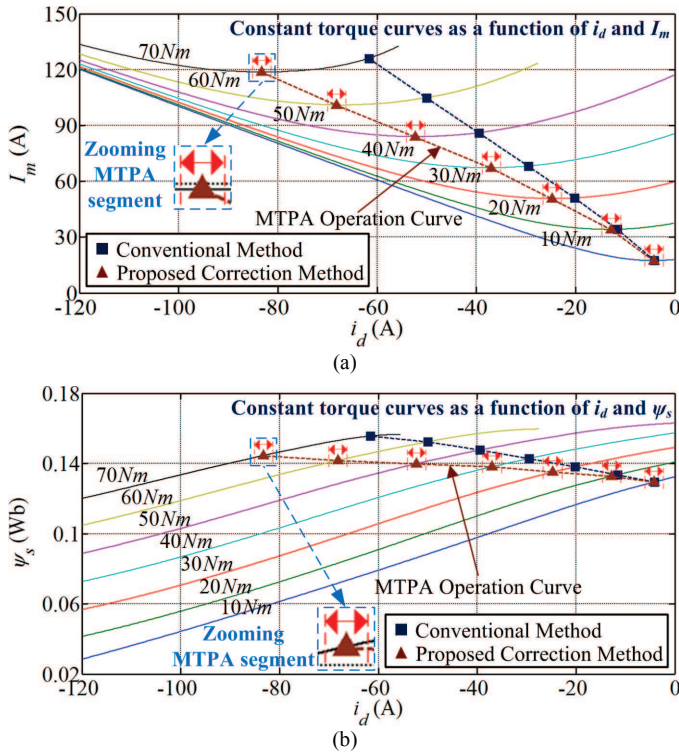 Constant torque curves as a function of i_d and I_m
150
120
90
60
30
0
I_m (A)
70Nm
60Nm
50Nm
40Nm
30Nm
20Nm
10Nm
Zooming
MTPA
segment
MTPA Operation Curve
Conventional Method
Proposed Correction Method
-120 -100 -80 -60 -40 -20 0
i_d (A)
(a)
Constant torque curves as a function of i_d and ψ_s
0.18
0.14
0.1
0.06
0.02
ψ_s (Wb)
70Nm
60Nm
50Nm
40Nm
30Nm
20Nm
10Nm
MTPA Operation Curve
Zooming
MTPA segment
Conventional Method
Proposed Correction Method
-120 -100 -80 -60 -40 -20 -0
i_d (A)
(b)